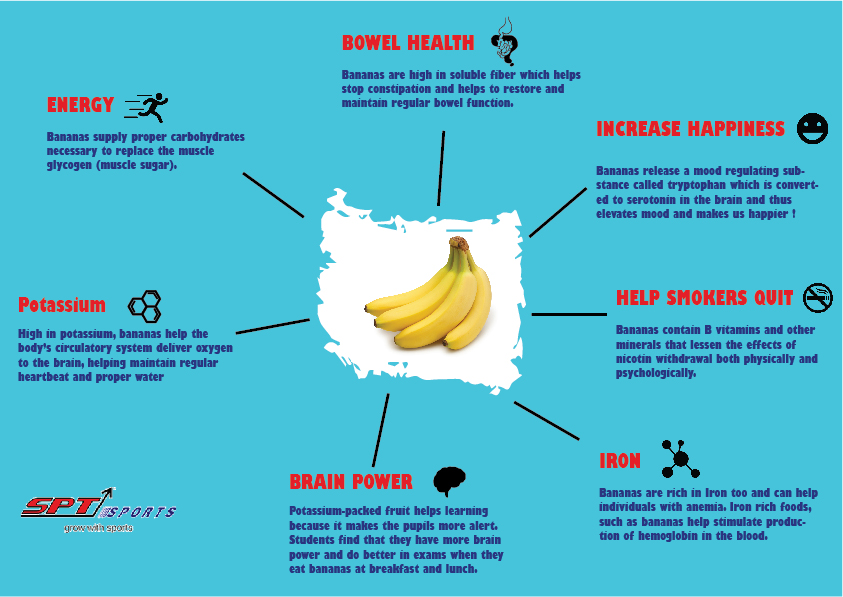 BOWEL HEALTH
Bananas are high in soluble fiber which helps
stop constipation and helps to restore and
maintain regular bowel function.
ENERGY
Bananas supply proper carbohydrates
necessary to replace the muscle
glycogen (muscle sugar).
INCREASE HAPPINESS
Bananas release a mood regulating sub-
stance called tryptophan which is convert-
ed to serotonin in the brain and thus
elevates mood and makes us happier !
Potassium
High in potassium, bananas help the
body's circulatory system deliver oxygen
to the brain, helping maintain regular
heartbeat and proper water
HELP SMOKERS QUIT
Bananas contain B vitamins and other
minerals that lessen the effects of
nicotin withdrawal both physically and
psychologically.
BRAIN POWER
Potassium-packed fruit helps learning
because it makes the pupils more alert.
Students find that they have more brain
power and do better in exams when they
eat bananas at breakfast and lunch.
IRON
Bananas are rich in Iron too and can help
individuals with anemia. Iron rich foods,
such as bananas help stimulate produc-
tion of hemoglobin in the blood.
SPT SPORTS
grow with sports